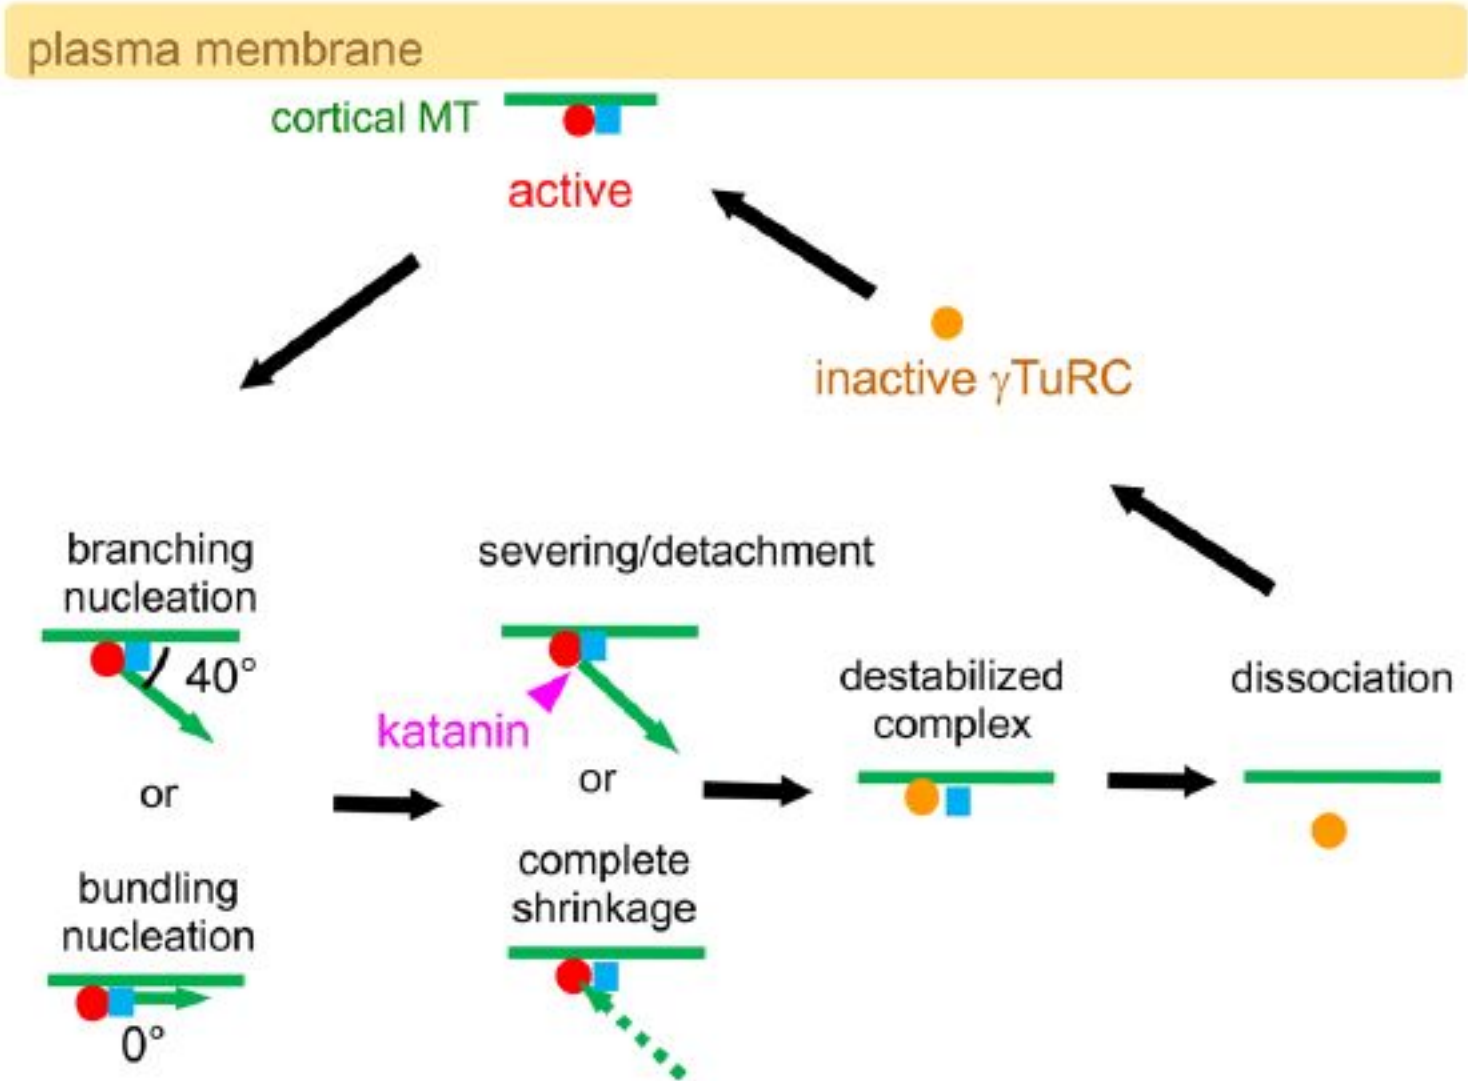 plasma membrane
cortical MT
active
inactive γTuRC
branching
nucleation
40°
or
bundling
nucleation
0°
severing/detachment
katanin
or
complete
shrinkage
destabilized
complex
dissociation